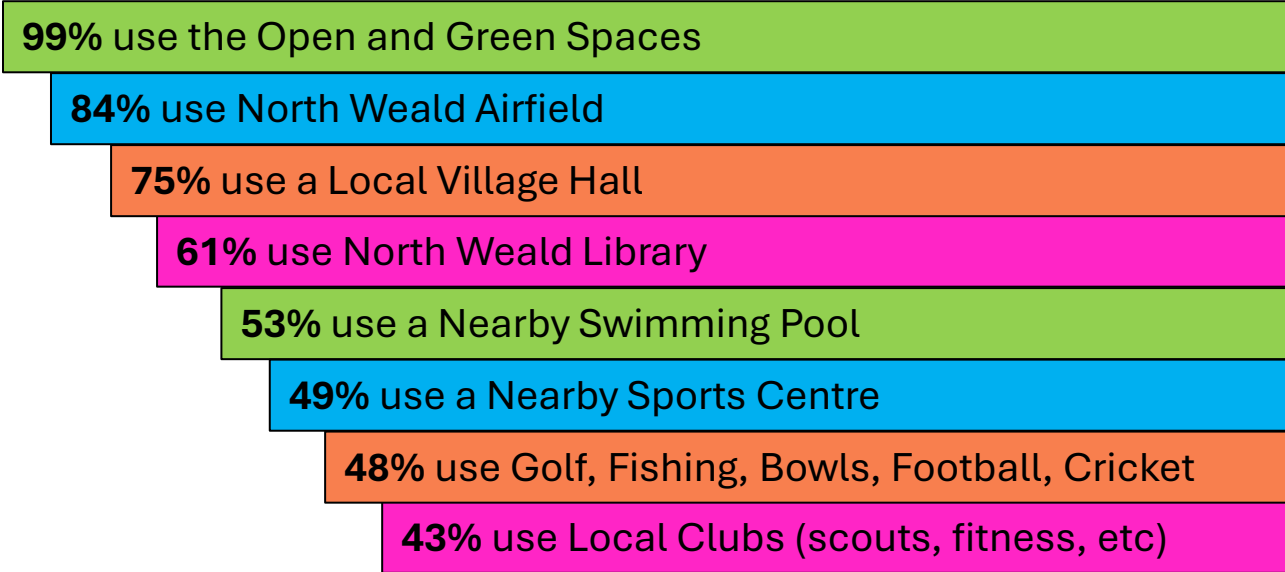 99% use the Open and Green Spaces
84% use North Weald Airfield
75% use a Local Village Hall
61% use North Weald Library
53% use a Nearby Swimming Pool
49% use a Nearby Sports Centre
48% use Golf, Fishing, Bowls, Football, Cricket
43% use Local Clubs (scouts, fitness, etc)